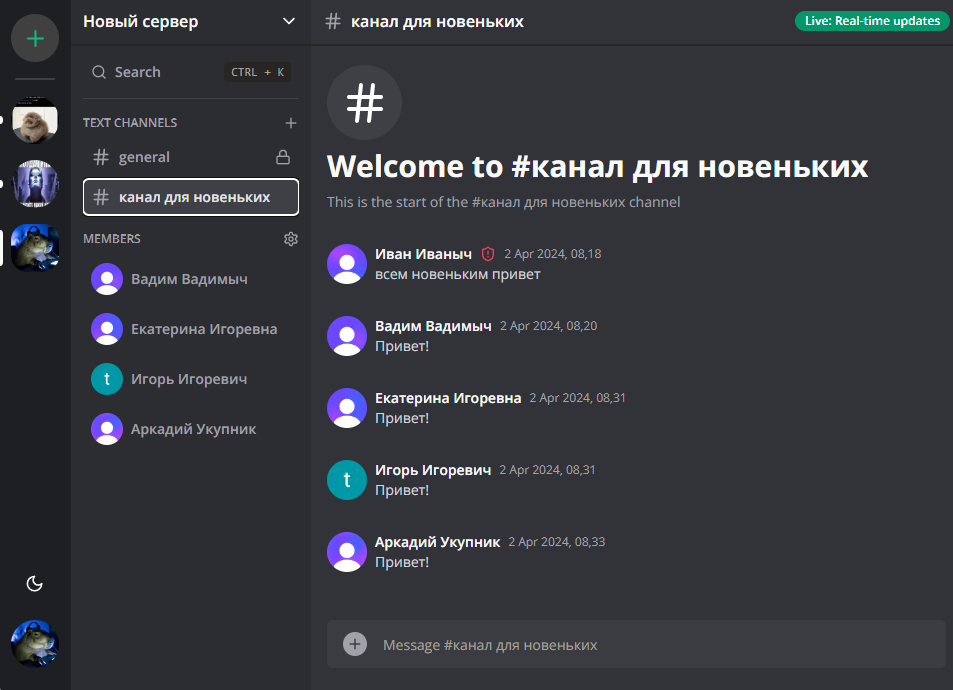 Новый сервер
Search
CTRL + K
TEXT CHANNELS
general
# канал для новеньких
MEMBERS
Вадим Вадимыч
Екатерина Игоревна
t
Игорь Игоревич
Аркадий Укупник
# канал для новеньких
Live: Real-time updates
#
Welcome to #канал для новеньких
This is the start of the #канал для новеньких channel
Иван Иваныч 2 Apr 2024, 08,18
всем новеньким привет
Вадим Вадимыч 2 Apr 2024, 08,20
Привет!
Екатерина Игоревна 2 Apr 2024, 08,31
Привет!
t
Игорь Игоревич 2 Apr 2024, 08,31
Привет!
Аркадий Укупник 2 Apr 2024, 08,33
Привет!
Message #канал для новеньких